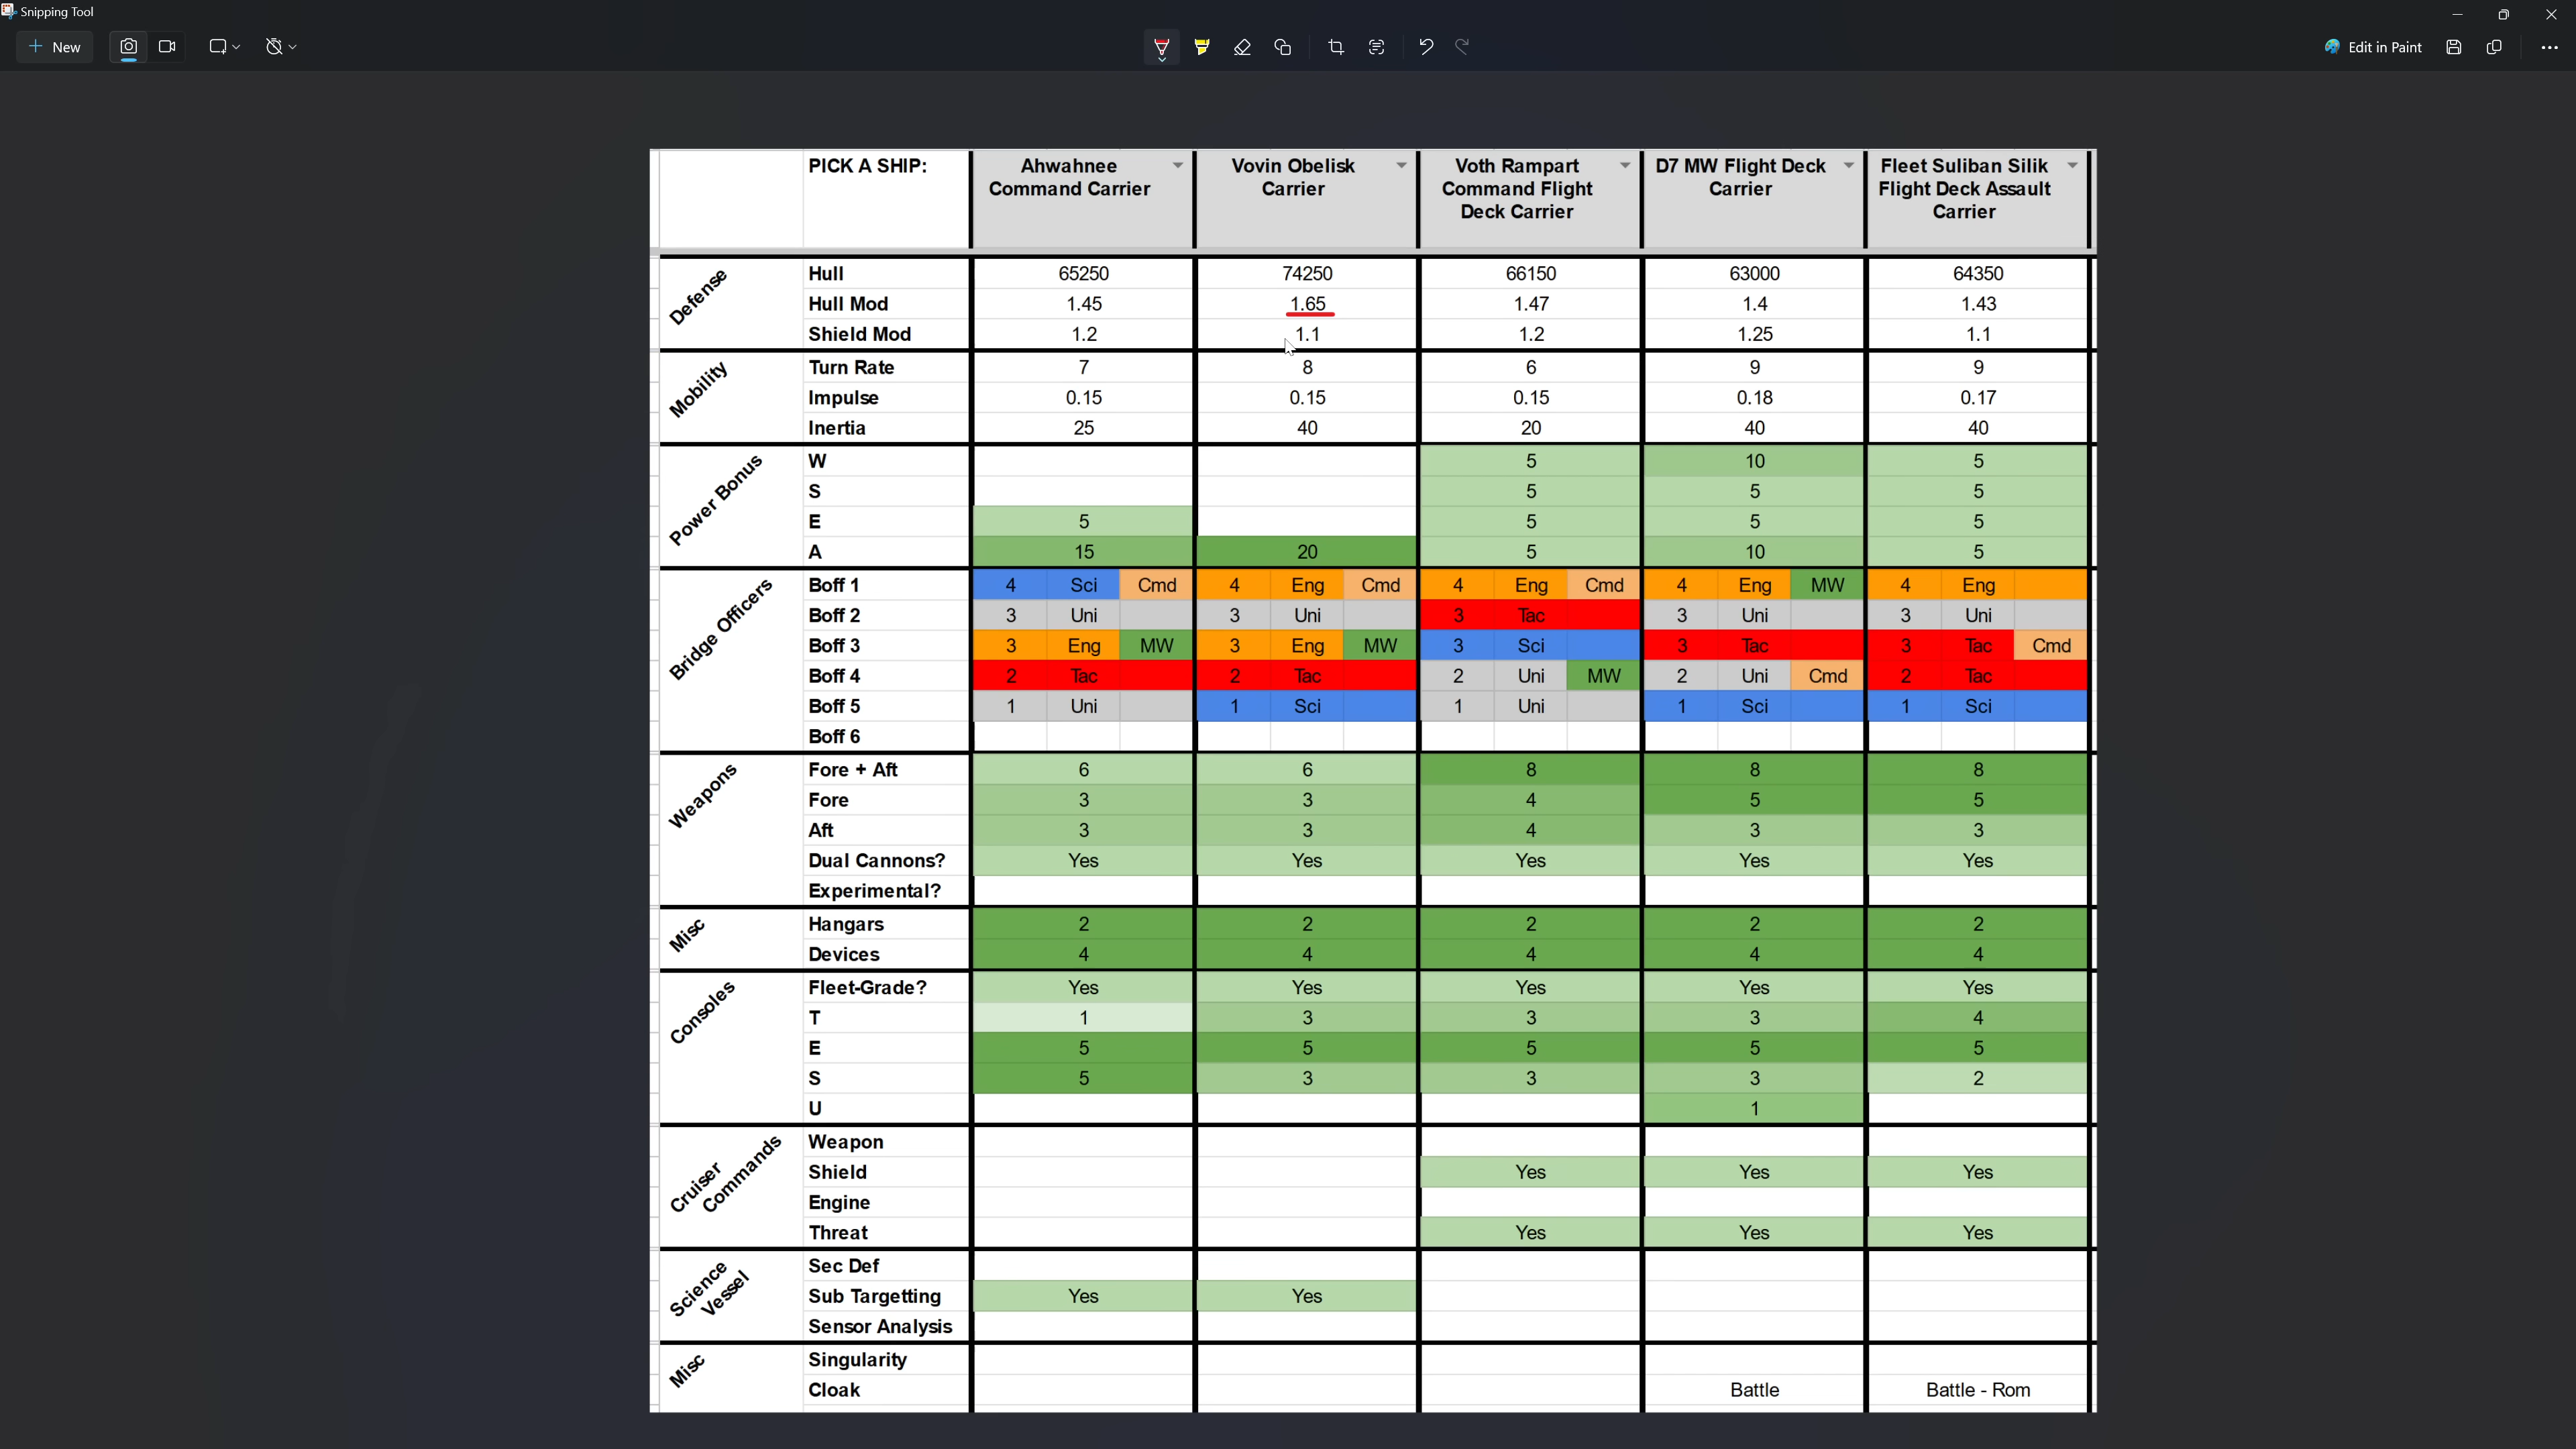 Snipping Tool
New
Edit in Paint
PICK A SHIP: Ahwahnee Command Carrier Vovin Obelisk Carrier Voth Rampart Command Flight Deck Carrier D7 MW Flight Deck Carrier Fleet Suliban Silik Flight Deck Assault Carrier
Defense
Hull 65250 74250 66150 63000 64350
Hull Mod 1.45 1.65 1.47 1.4 1.43
Shield Mod 1.2 1.1 1.2 1.25 1.1
Mobility
Turn Rate 7 8 6 9 9
Impulse 0.15 0.15 0.15 0.18 0.17
Inertia 25 40 20 40 40
Power Bonus
W 5 10 5
S 5 5 5
E 5 5 5 5
A 15 20 5 10 5
Bridge Officers
Boff 1 4 Sci Cmd 4 Eng Cmd 4 Eng Cmd 4 Eng MW 4 Eng
Boff 2 3 Uni 3 Uni 3 Tac 3 Uni 3 Uni
Boff 3 3 Eng MW 3 Eng MW 3 Sci 3 Tac 3 Tac Cmd
Boff 4 2 Tac 2 Tac 2 Uni MW 2 Uni Cmd 2 Tac
Boff 5 1 Uni 1 Sci 1 Uni 1 Sci 1 Sci
Boff 6
Weapons
Fore + Aft 6 6 8 8 8
Fore 3 3 4 5 5
Aft 3 3 4 3 3
Dual Cannons? Yes Yes Yes Yes Yes
Experimental?
Misc
Hangars 2 2 2 2 2
Devices 4 4 4 4 4
Consoles
Fleet-Grade? Yes Yes Yes Yes Yes
T 1 3 3 3 4
E 5 5 5 5 5
S 5 3 3 3 2
U 1
Cruiser Commands
Weapon
Shield Yes Yes Yes
Engine
Threat Yes Yes Yes
Science Vessel
Sec Def
Sub Targetting Yes Yes
Sensor Analysis
Misc
Singularity
Cloak Battle Battle - Rom